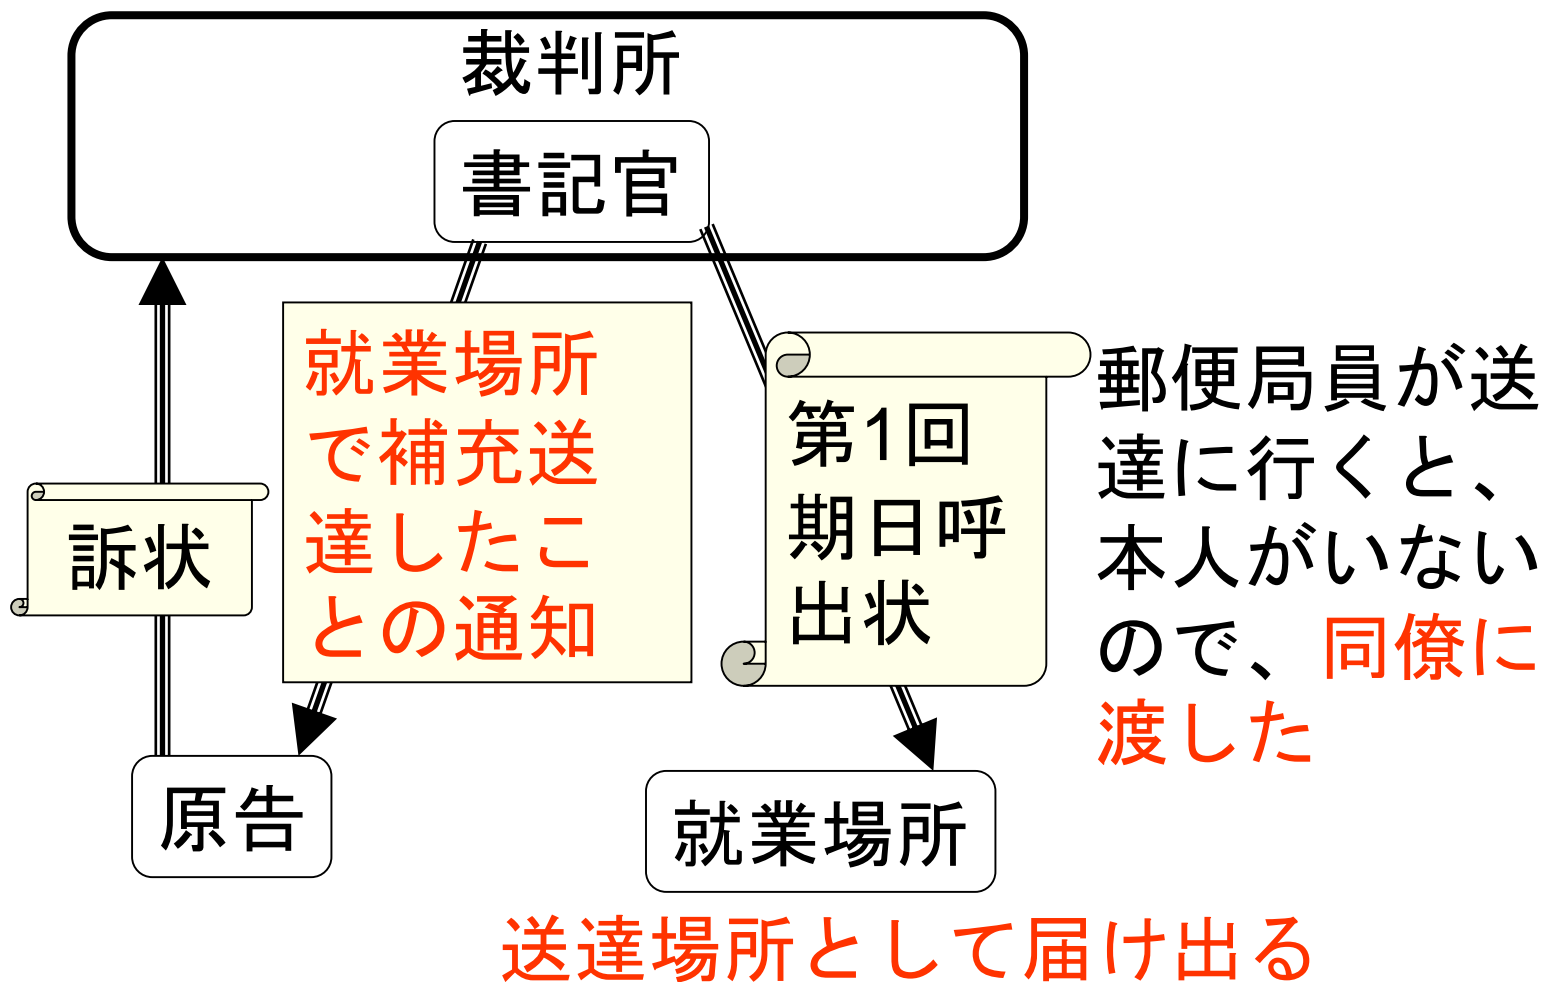 裁判所
書記官
就業場所
で補充送
達したこ
との通知
訴状
第1回
期日呼
出状
郵便局員が送
達に行くと、
本人がいない
ので、同僚に
渡した
原告
就業場所
送達場所として届け出る